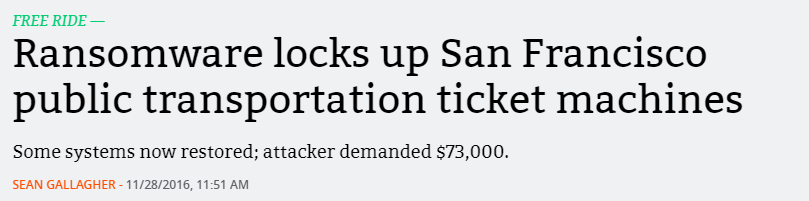 FREE RIDE —
Ransomware locks up San Francisco
public transportation ticket machines
Some systems now restored; attacker demanded $73,000.
SEAN GALLAGHER - 11/28/2016, 11:51 AM